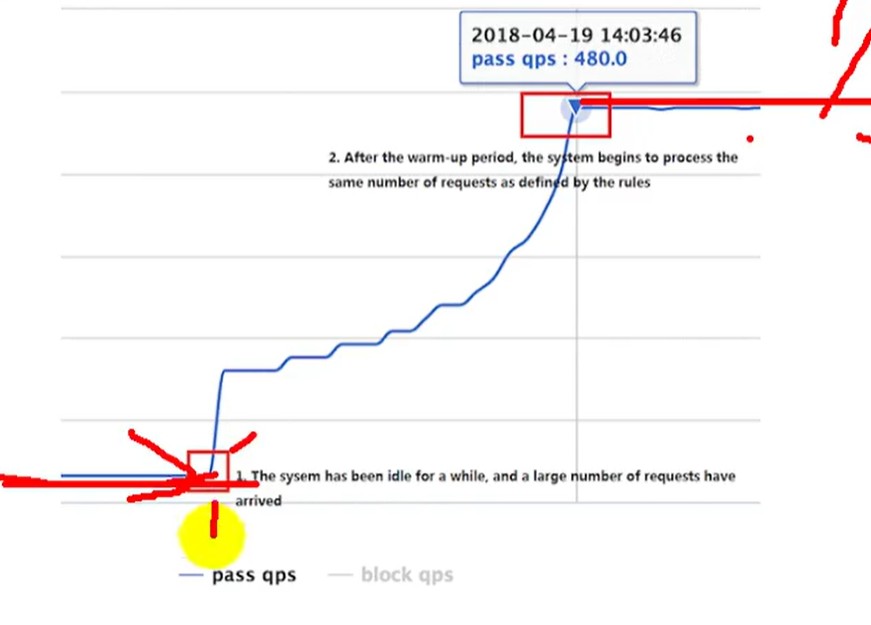 2018-04-19 14:03:46
pass qps : 480.0
2. After the warm-up period, the system begins to process the
same number of requests as defined by the rules
1. The sysem has been idle for a while, and a large number of requests have
arrived
pass qps
block qps